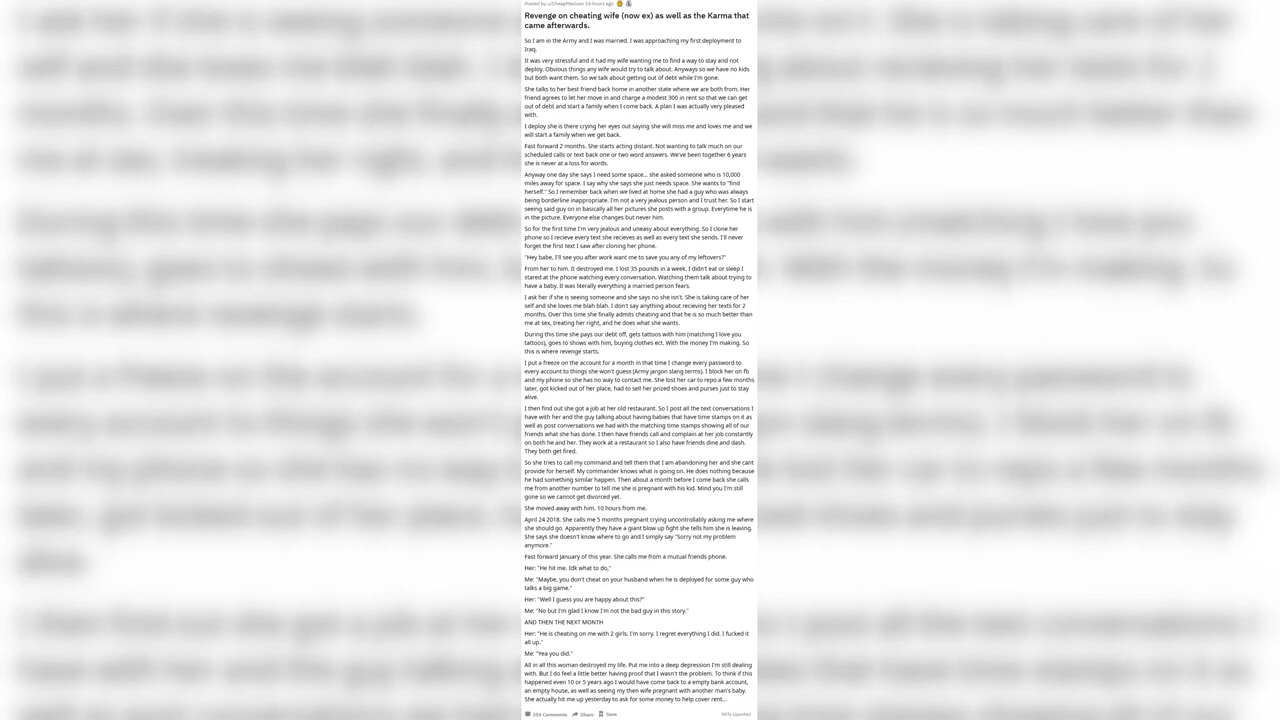 Posted by u/CheapMexican 16 hours ago
Revenge on cheating wife (now ex) as well as the Karma that
came afterwards.
So I am in the Army and I was married. I was approaching my first deployment to
Iraq.
It was very stressful and it had my wife wanting me to find a way to stay and not
deploy. Obvious things any wife would try to talk about. Anyways so we have no kids
but both want them. So we talk about getting out of debt while I'm gone.
She talks to her best friend back home in another state where we are both from. Her
friend agrees to let her move in and charge a modest 300 in rent so that we can get
out of debt and start a family when I come back. A plan I was actually very pleased
with.
I deploy she is there crying her eyes out saying she will miss me and loves me and we
will start a family when we get back.
Fast forward 2 months. She starts acting distant. Not wanting to talk much on our
scheduled calls or text back one or two word answers. We've been together 6 years
she is never at a loss for words.
Anyway one day she says I need some space... she asked someone who is 10,000
miles away for space. I say why she says she just needs space. She wants to "find
herself." So I remember back when we lived at home she had a guy who was always
being borderline inappropriate. I'm not a very jealous person and I trust her. So I start
seeing said guy on in basically all her pictures she posts with a group. Everytime he is
in the picture. Everyone else changes but never him.
So for the first time I'm very jealous and uneasy about everything. So I clone her
phone so I recieve every text she recieves as well as every text she sends. I'll never
forget the first text I saw after cloning her phone.
"Hey babe, I'll see you after work want me to save you any of my leftovers?"
From her to him. It destroyed me. I lost 35 pounds in a week. I didn't eat or sleep I
stared at the phone watching every conversation. Watching them talk about trying to
have a baby. It was literally everything a married person fears.
I ask her if she is seeing someone and she says no she isn't. She is taking care of her
self and she loves me blah blah. I don't say anything about recieving her texts for 2
months. Over this time she finally admits cheating and that he is so much better than
me at sex, treating her right, and he does what she wants.
During this time she pays our debt off, gets tattoos with him (matching I love you
tattoos), goes to shows with him, buying clothes ect. With the money I'm making. So
this is where revenge starts.
I put a freeze on the account for a month in that time I change every password to
every account to things she won't guess (Army jargon slang terms). I block her on fb
and my phone so she has no way to contact me. She lost her car to repo a few months
later, got kicked out of her place, had to sell her prized shoes and purses just to stay
alive.
I then find out she got a job at her old restaurant. So I post all the text conversations I
have with her and the guy talking about having babies that have time stamps on it as
well as post conversations we had with the matching time stamps showing all of our
friends what she has done. I then have friends call and complain at her job constantly
on both he and her. They work at a restaurant so I also have friends dine and dash.
They both get fired.
So she tries to call my command and tell them that I am abandoning her and she cant
provide for herself. My commander knows what is going on. He does nothing because
he had something similar happen. Then about a month before I come back she calls
me from another number to tell me she is pregnant with his kid. Mind you I'm still
gone so we cannot get divorced yet.
She moved away with him. 10 hours from me.
April 24 2018. She calls me 5 months pregnant crying uncontrollably asking me where
she should go. Apparently they have a giant blow up fight she tells him she is leaving.
She says she doesn't know where to go and I simply say "Sorry not my problem
anymore."
Fast forward January of this year. She calls me from a mutual friends phone.
Her: "He hit me. Idk what to do,"
Me: "Maybe, you don't cheat on your husband when he is deployed for some guy who
talks a big game."
Her: "Well I guess you are happy about this?"
Me: "No but I'm glad I know I'm not the bad guy in this story."
AND THEN THE NEXT MONTH
Her: "He is cheating on me with 2 girls. I'm sorry. I regret everything I did. I fucked it
all up."
Me: "Yea you did."
All in all this woman destroyed my life. Put me into a deep depression I'm still dealing
with. But I do feel a little better having proof that I wasn't the problem. To think if this
happened even 10 or 5 years ago I would have come back to a empty bank account,
an empty house, as well as seeing my then wife pregnant with another man's baby.
She actually hit me up yesterday to ask for some money to help cover rent...
316 Comments Share Save 95% Upvoted